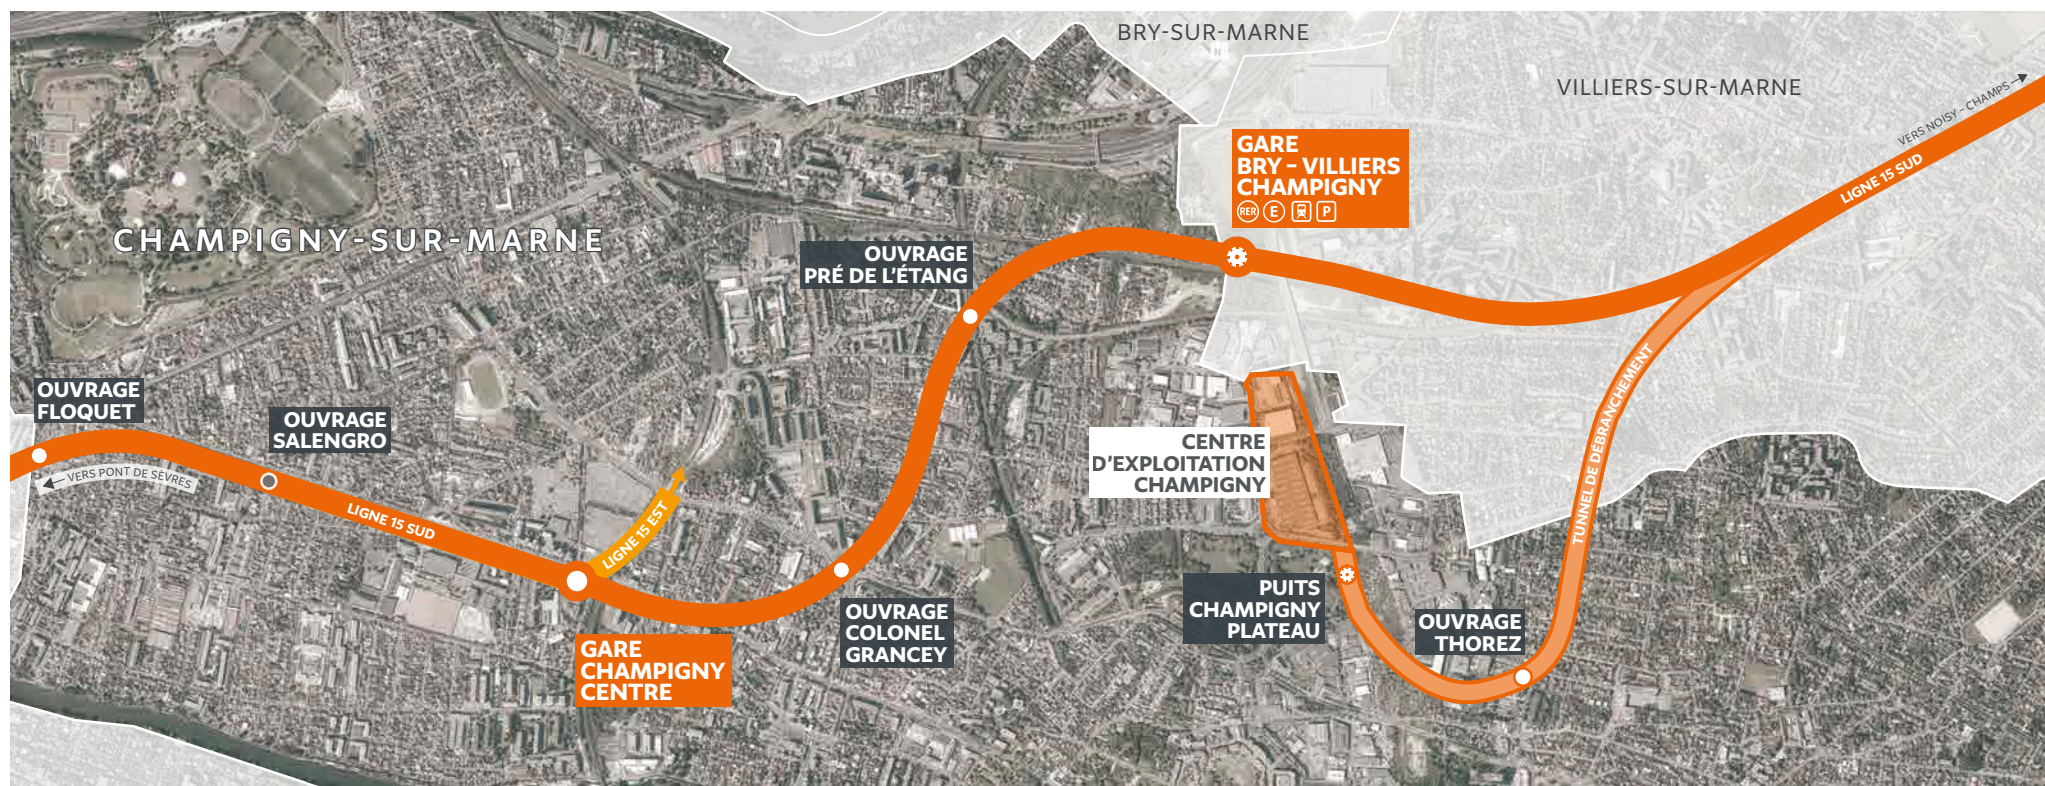 BRY-SUR-MARNE
VILLIERS-SUR-MARNE
VERS NOISY – CHAMPS
LIGNE 15 SUD
GARE
BRY – VILLIERS
CHAMPIGNY
RER E P
CHAMPIGNY-SUR-MARNE
OUVRAGE
PRÉ DE L'ÉTANG
OUVRAGE
FLOQUET
OUVRAGE
SALENGRO
VERS PONT DE SÈVRES
LIGNE 15 SUD
LIGNE 15 EST
TUNNEL DE DÉBRANCHEMENT
CENTRE
D'EXPLOITATION
CHAMPIGNY
GARE
CHAMPIGNY
CENTRE
OUVRAGE
COLONEL
GRANCEY
PUITS
CHAMPIGNY
PLATEAU
OUVRAGE
THOREZ